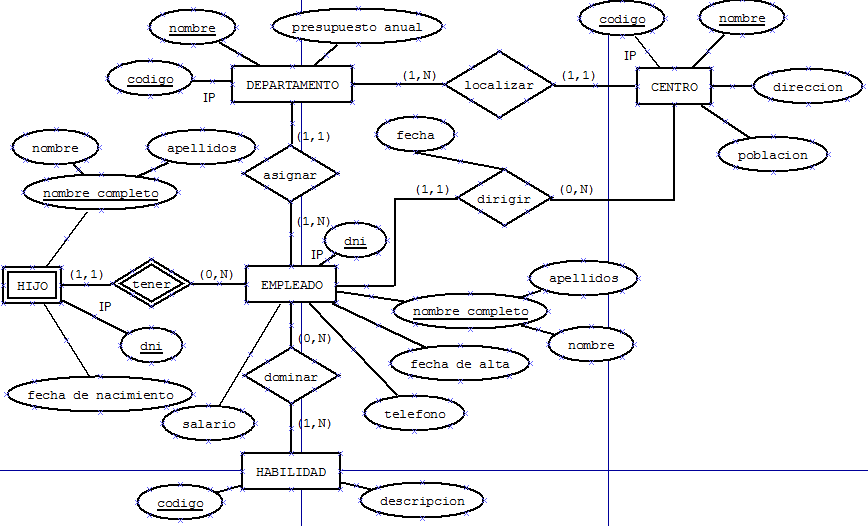 codigo
nombre
nombre
presupuesto anual
IP
codigo
DEPARTAMENTO
(1,N)
localizar
(1,1)
CENTRO
direccion
IP
(1,1)
fecha
nombre
apellidos
poblacion
asignar
nombre completo
(1,1)
dirigir
(0,N)
(1,N)
IP
dni
HIJO
(1,1)
tener
(0,N)
EMPLEADO
apellidos
IP
nombre completo
dni
(0,N)
nombre
fecha de alta
dominar
fecha de nacimiento
salario
(1,N)
telefono
HABILIDAD
codigo
descripcion